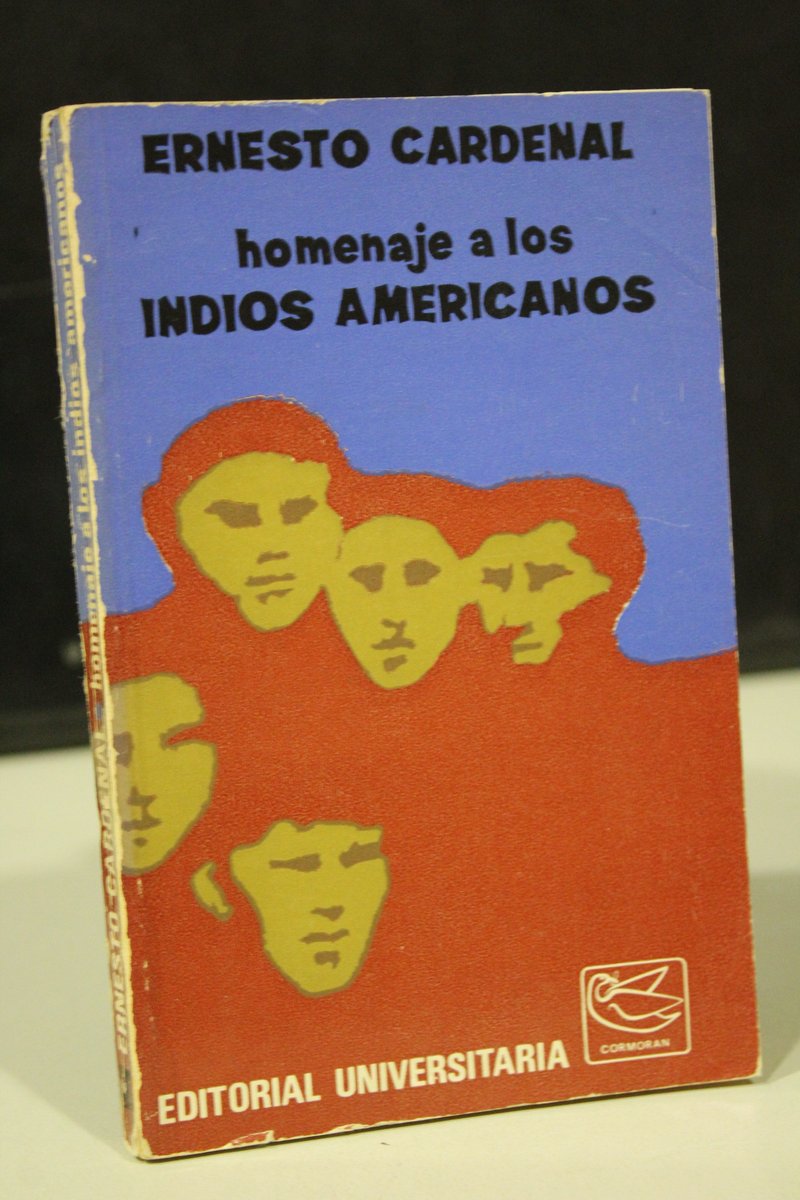 ERNESTO CARDENAL
homenaje a los
INDIOS AMERICANOS
EDITORIAL UNIVERSITARIA
CORMORAN
ERNESTO CARDENAL homenaje a los indios americanos